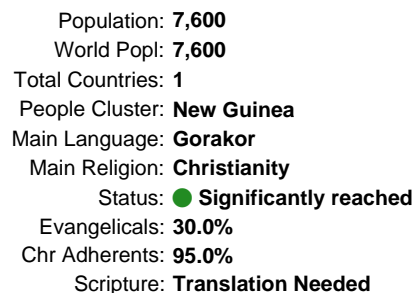 Population: 7,600
World Popl: 7,600
Total Countries: 1
People Cluster: New Guinea
Main Language: Gorakor
Main Religion: Christianity
Status: Significantly reached
Evangelicals: 30.0%
Chr Adherents: 95.0%
Scripture: Translation Needed